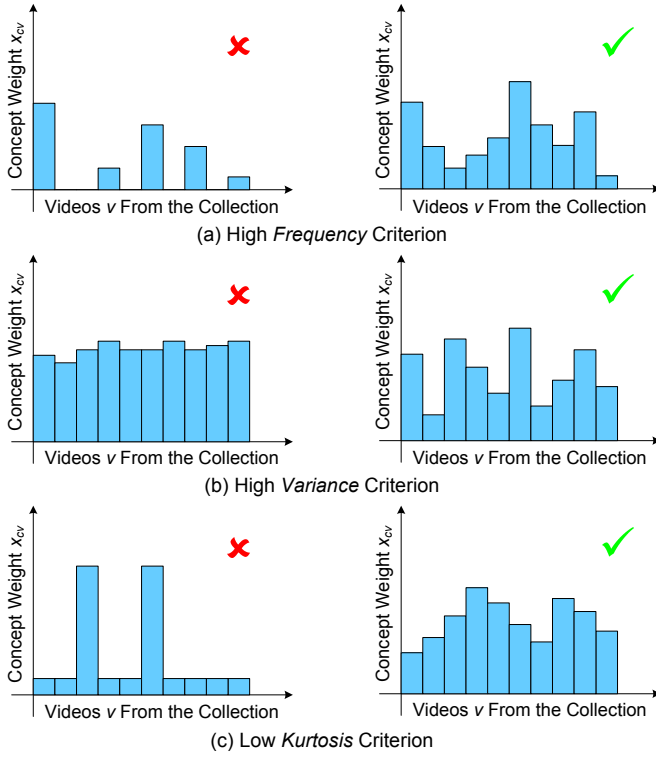 Concept Weight x_cv
Videos v From the Collection
Concept Weight x_cv
Videos v From the Collection
(a) High Frequency Criterion
Concept Weight x_cv
Videos v From the Collection
Concept Weight x_cv
Videos v From the Collection
(b) High Variance Criterion
Concept Weight x_cv
Videos v From the Collection
Concept Weight x_cv
Videos v From the Collection
(c) Low Kurtosis Criterion